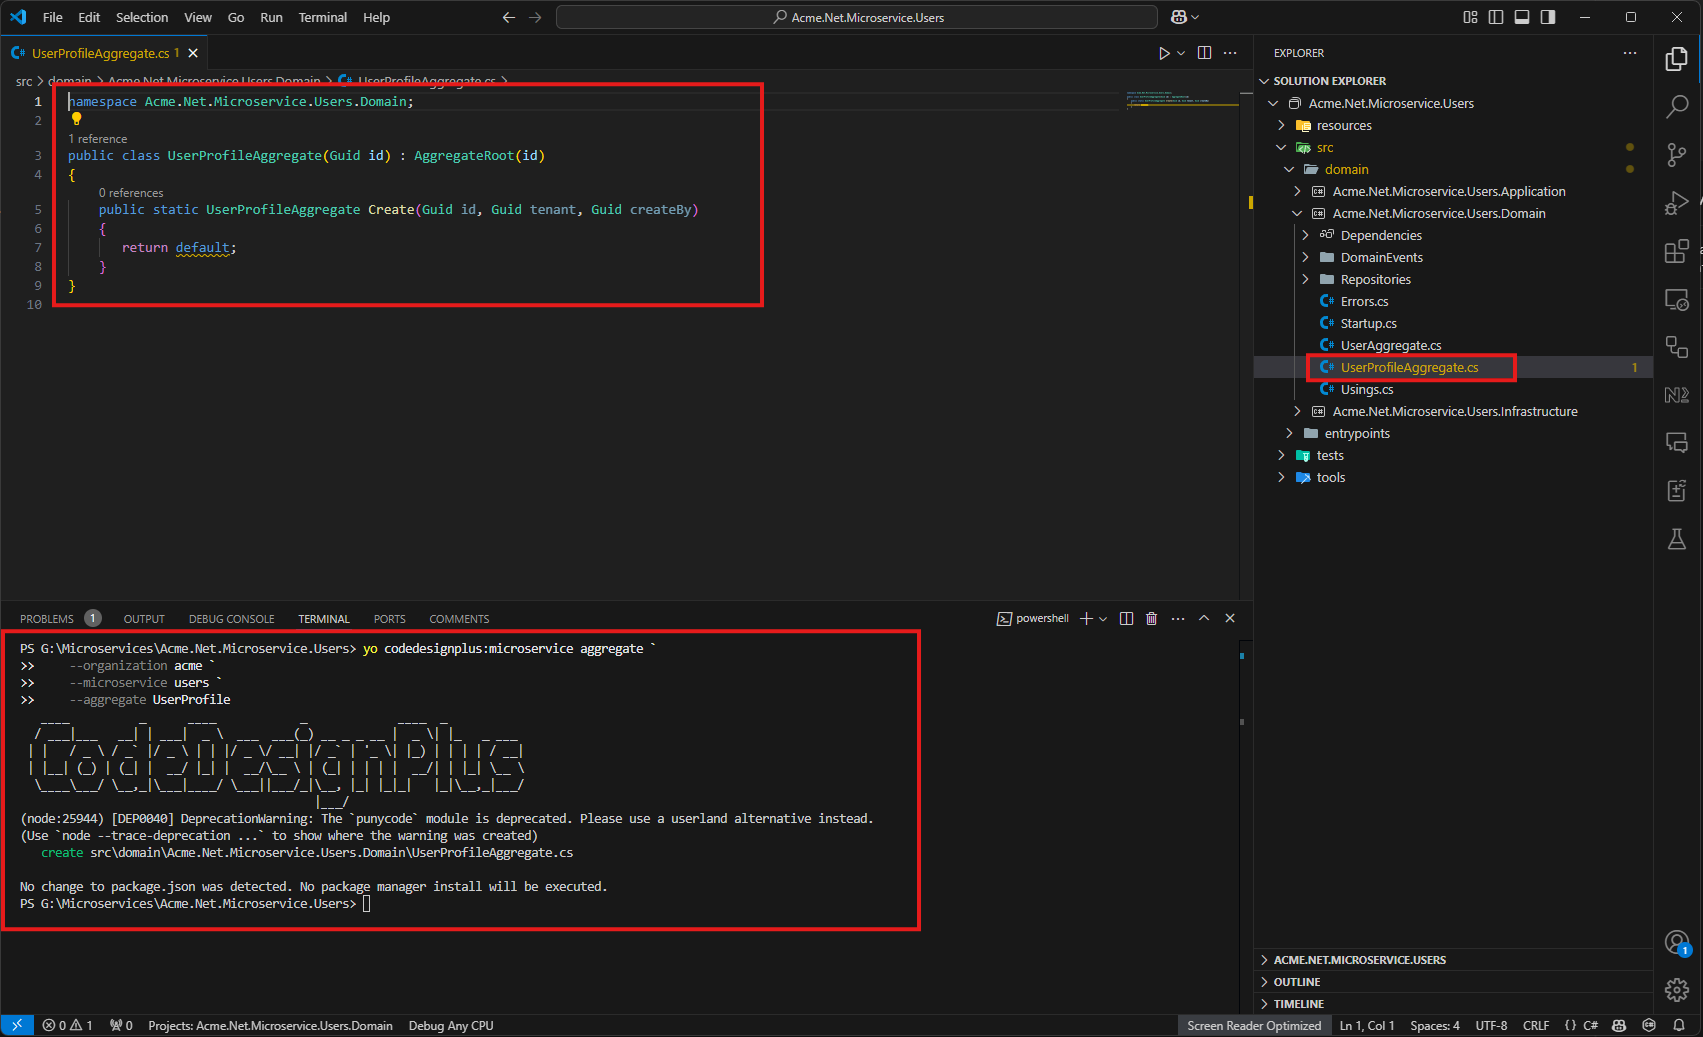 File Edit Selection View Go Run Terminal Help
Acme.Net.Microservice.Users
UserProfileAggregate.cs 1
src > domain > Acme.Net.Microservice.Users.Domain > UserProfileAggregate.cs >
1 namespace Acme.Net.Microservice.Users.Domain;
2
1 reference
3 public class UserProfileAggregate(Guid id) : AggregateRoot(id)
4 {
0 references
5 public static UserProfileAggregate Create(Guid id, Guid tenant, Guid createBy)
6 {
7 return default;
8 }
9 }
10
EXPLORER
SOLUTION EXPLORER
Acme.Net.Microservice.Users
resources
src
domain
Acme.Net.Microservice.Users.Application
Acme.Net.Microservice.Users.Domain
Dependencies
DomainEvents
Repositories
Errors.cs
Startup.cs
UserAggregate.cs
UserProfileAggregate.cs 1
Usings.cs
Acme.Net.Microservice.Users.Infrastructure
entrypoints
tests
tools
PROBLEMS 1 OUTPUT DEBUG CONSOLE TERMINAL PORTS COMMENTS
powershell
PS G:\Microservices\Acme.Net.Microservice.Users> yo codedesignplus:microservice aggregate `
>> --organization acme `
>> --microservice users `
>> --aggregate UserProfile
CodeDesignPlus
(node:25944) [DEP0040] DeprecationWarning: The `punycode` module is deprecated. Please use a userland alternative instead.
(Use `node --trace-deprecation ...` to show where the warning was created)
create src\domain\Acme.Net.Microservice.Users.Domain\UserProfileAggregate.cs
No change to package.json was detected. No package manager install will be executed.
PS G:\Microservices\Acme.Net.Microservice.Users>
ACME.NET.MICROSERVICE.USERS
OUTLINE
TIMELINE
1
0 1 0 Projects: Acme.Net.Microservice.Users.Domain Debug Any CPU
Screen Reader Optimized Ln 1, Col 1 Spaces: 4 UTF-8 CRLF {} C#